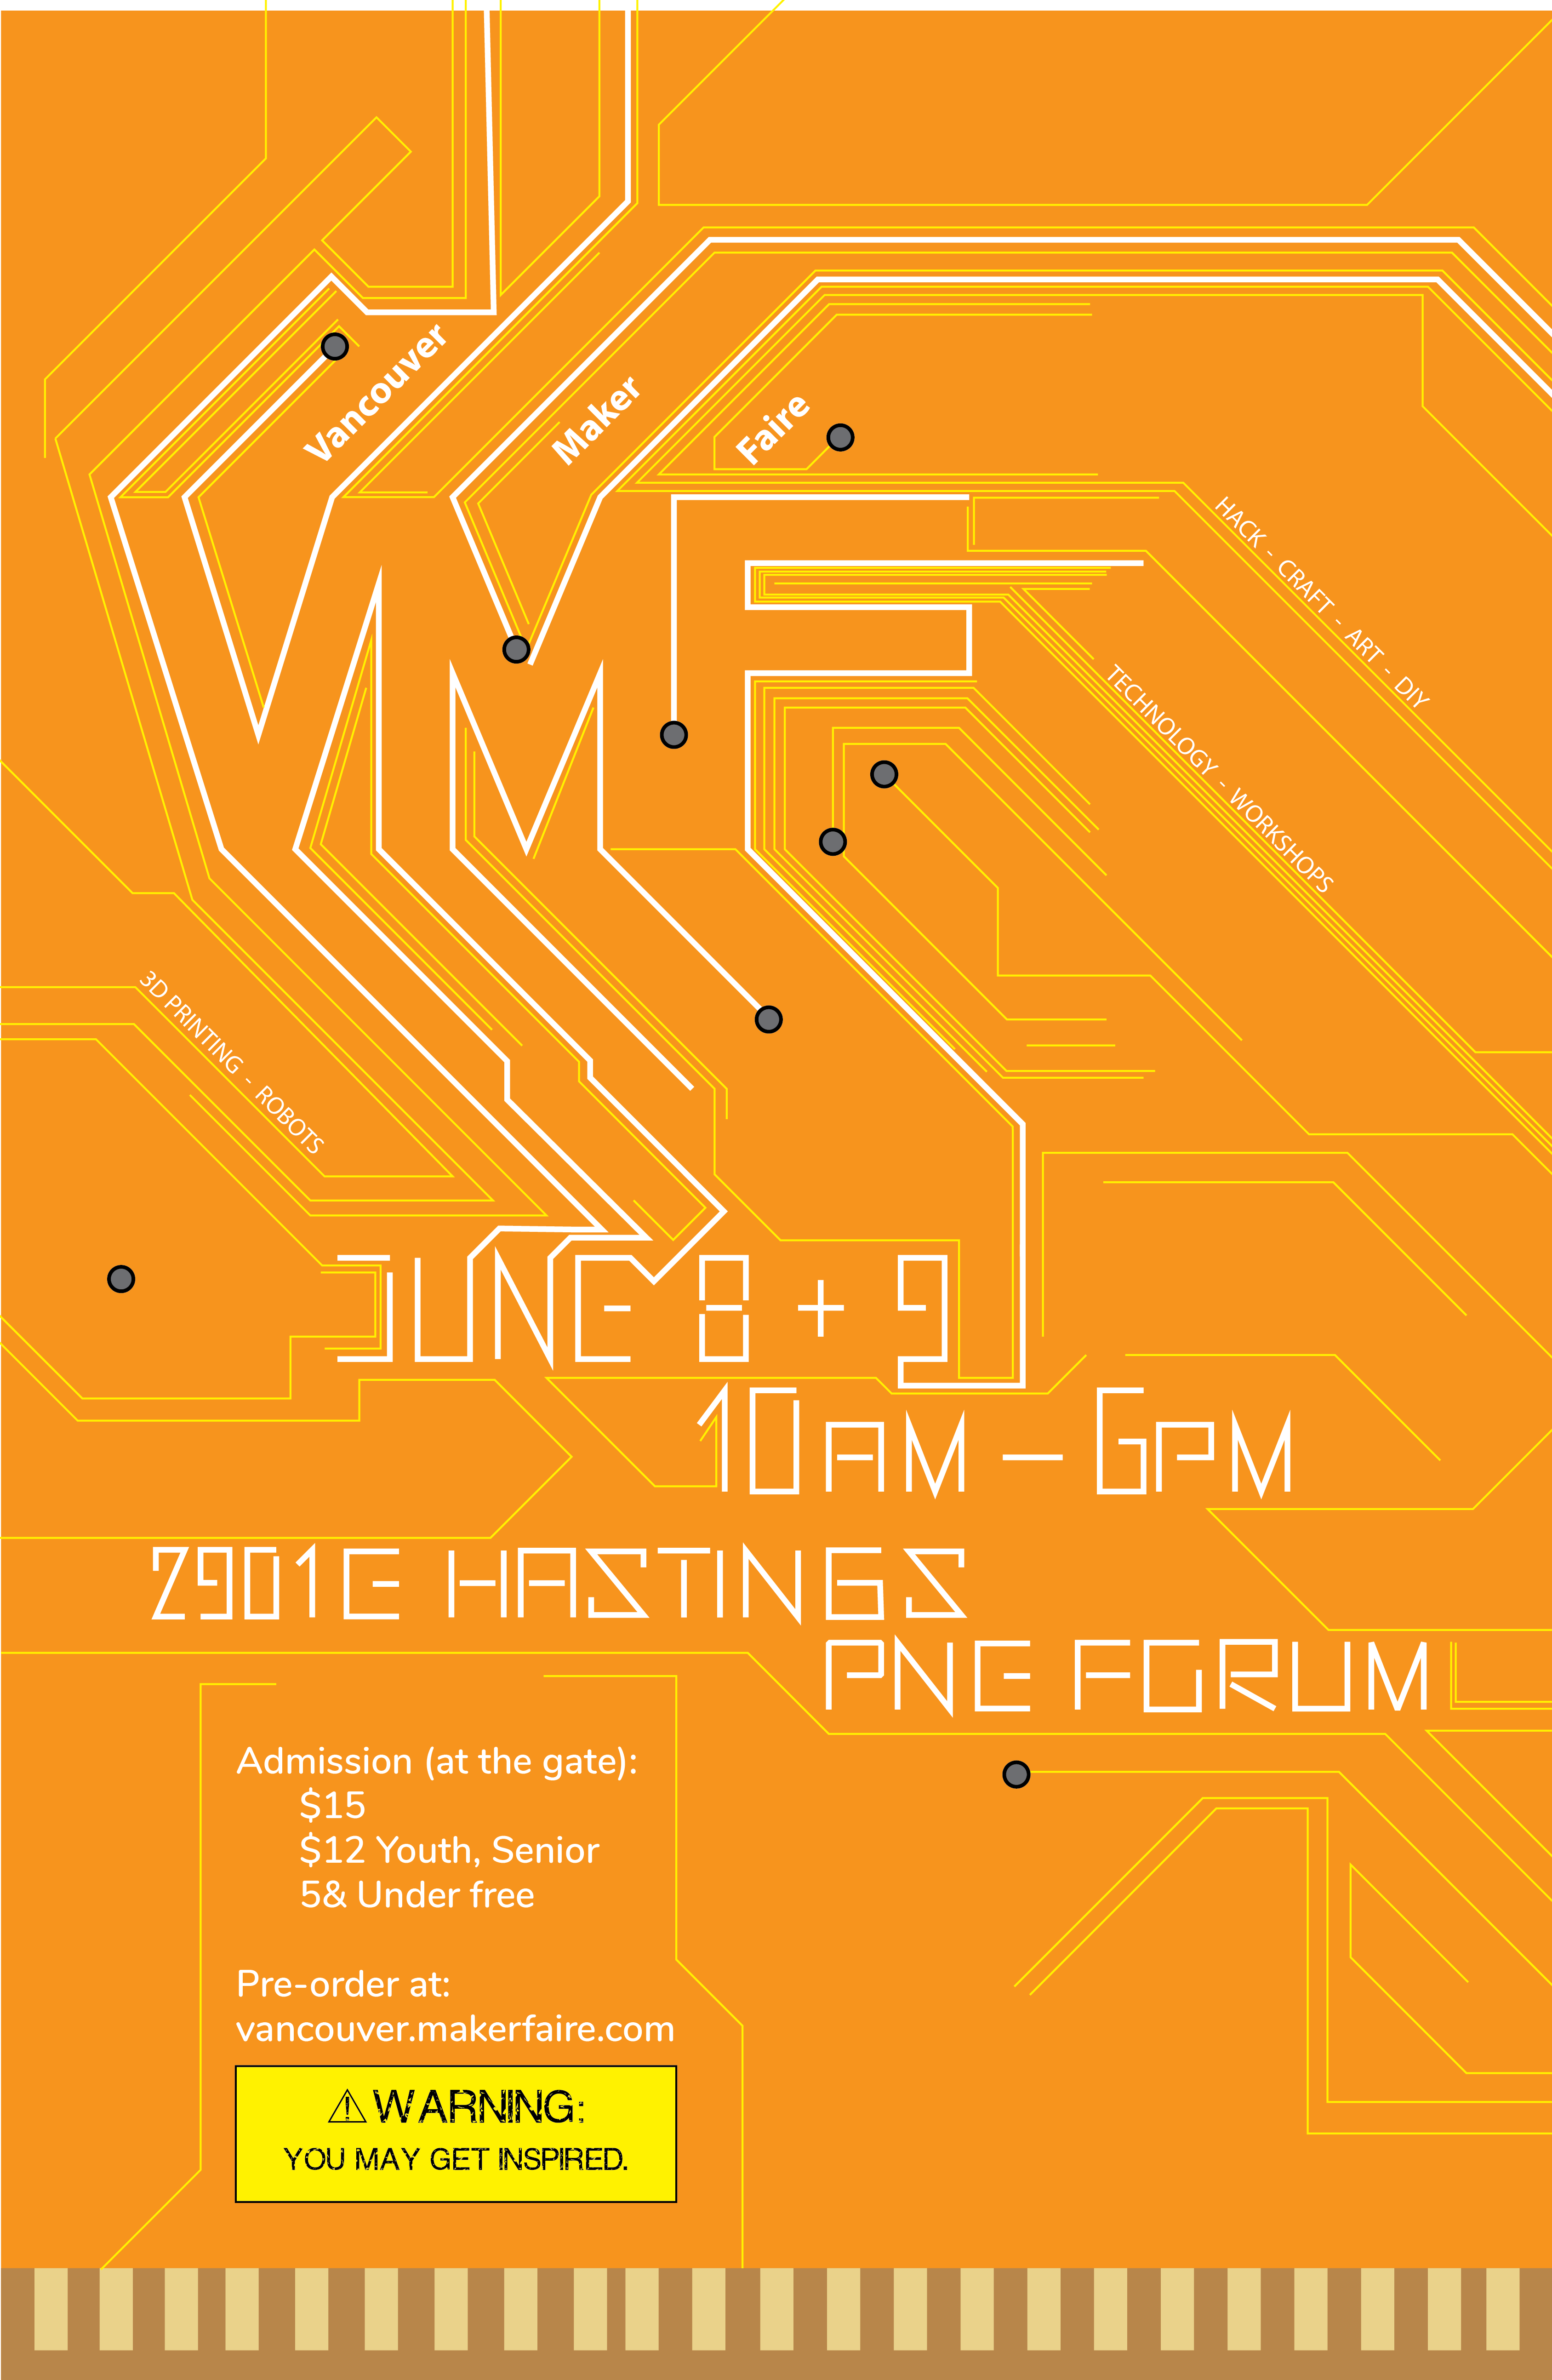 Vancouver
Maker
Faire
VMF
HACK - CRAFT - ART - DIY
TECHNOLOGY - WORKSHOPS
3D PRINTING - ROBOTS
JUNE 8 + 9
10AM - 6PM
2901E HASTINGS
PNE FORUM
Admission (at the gate):
$15
$12 Youth, Senior
5& Under free
Pre-order at:
vancouver.makerfaire.com
⚠ WARNING:
YOU MAY GET INSPIRED.